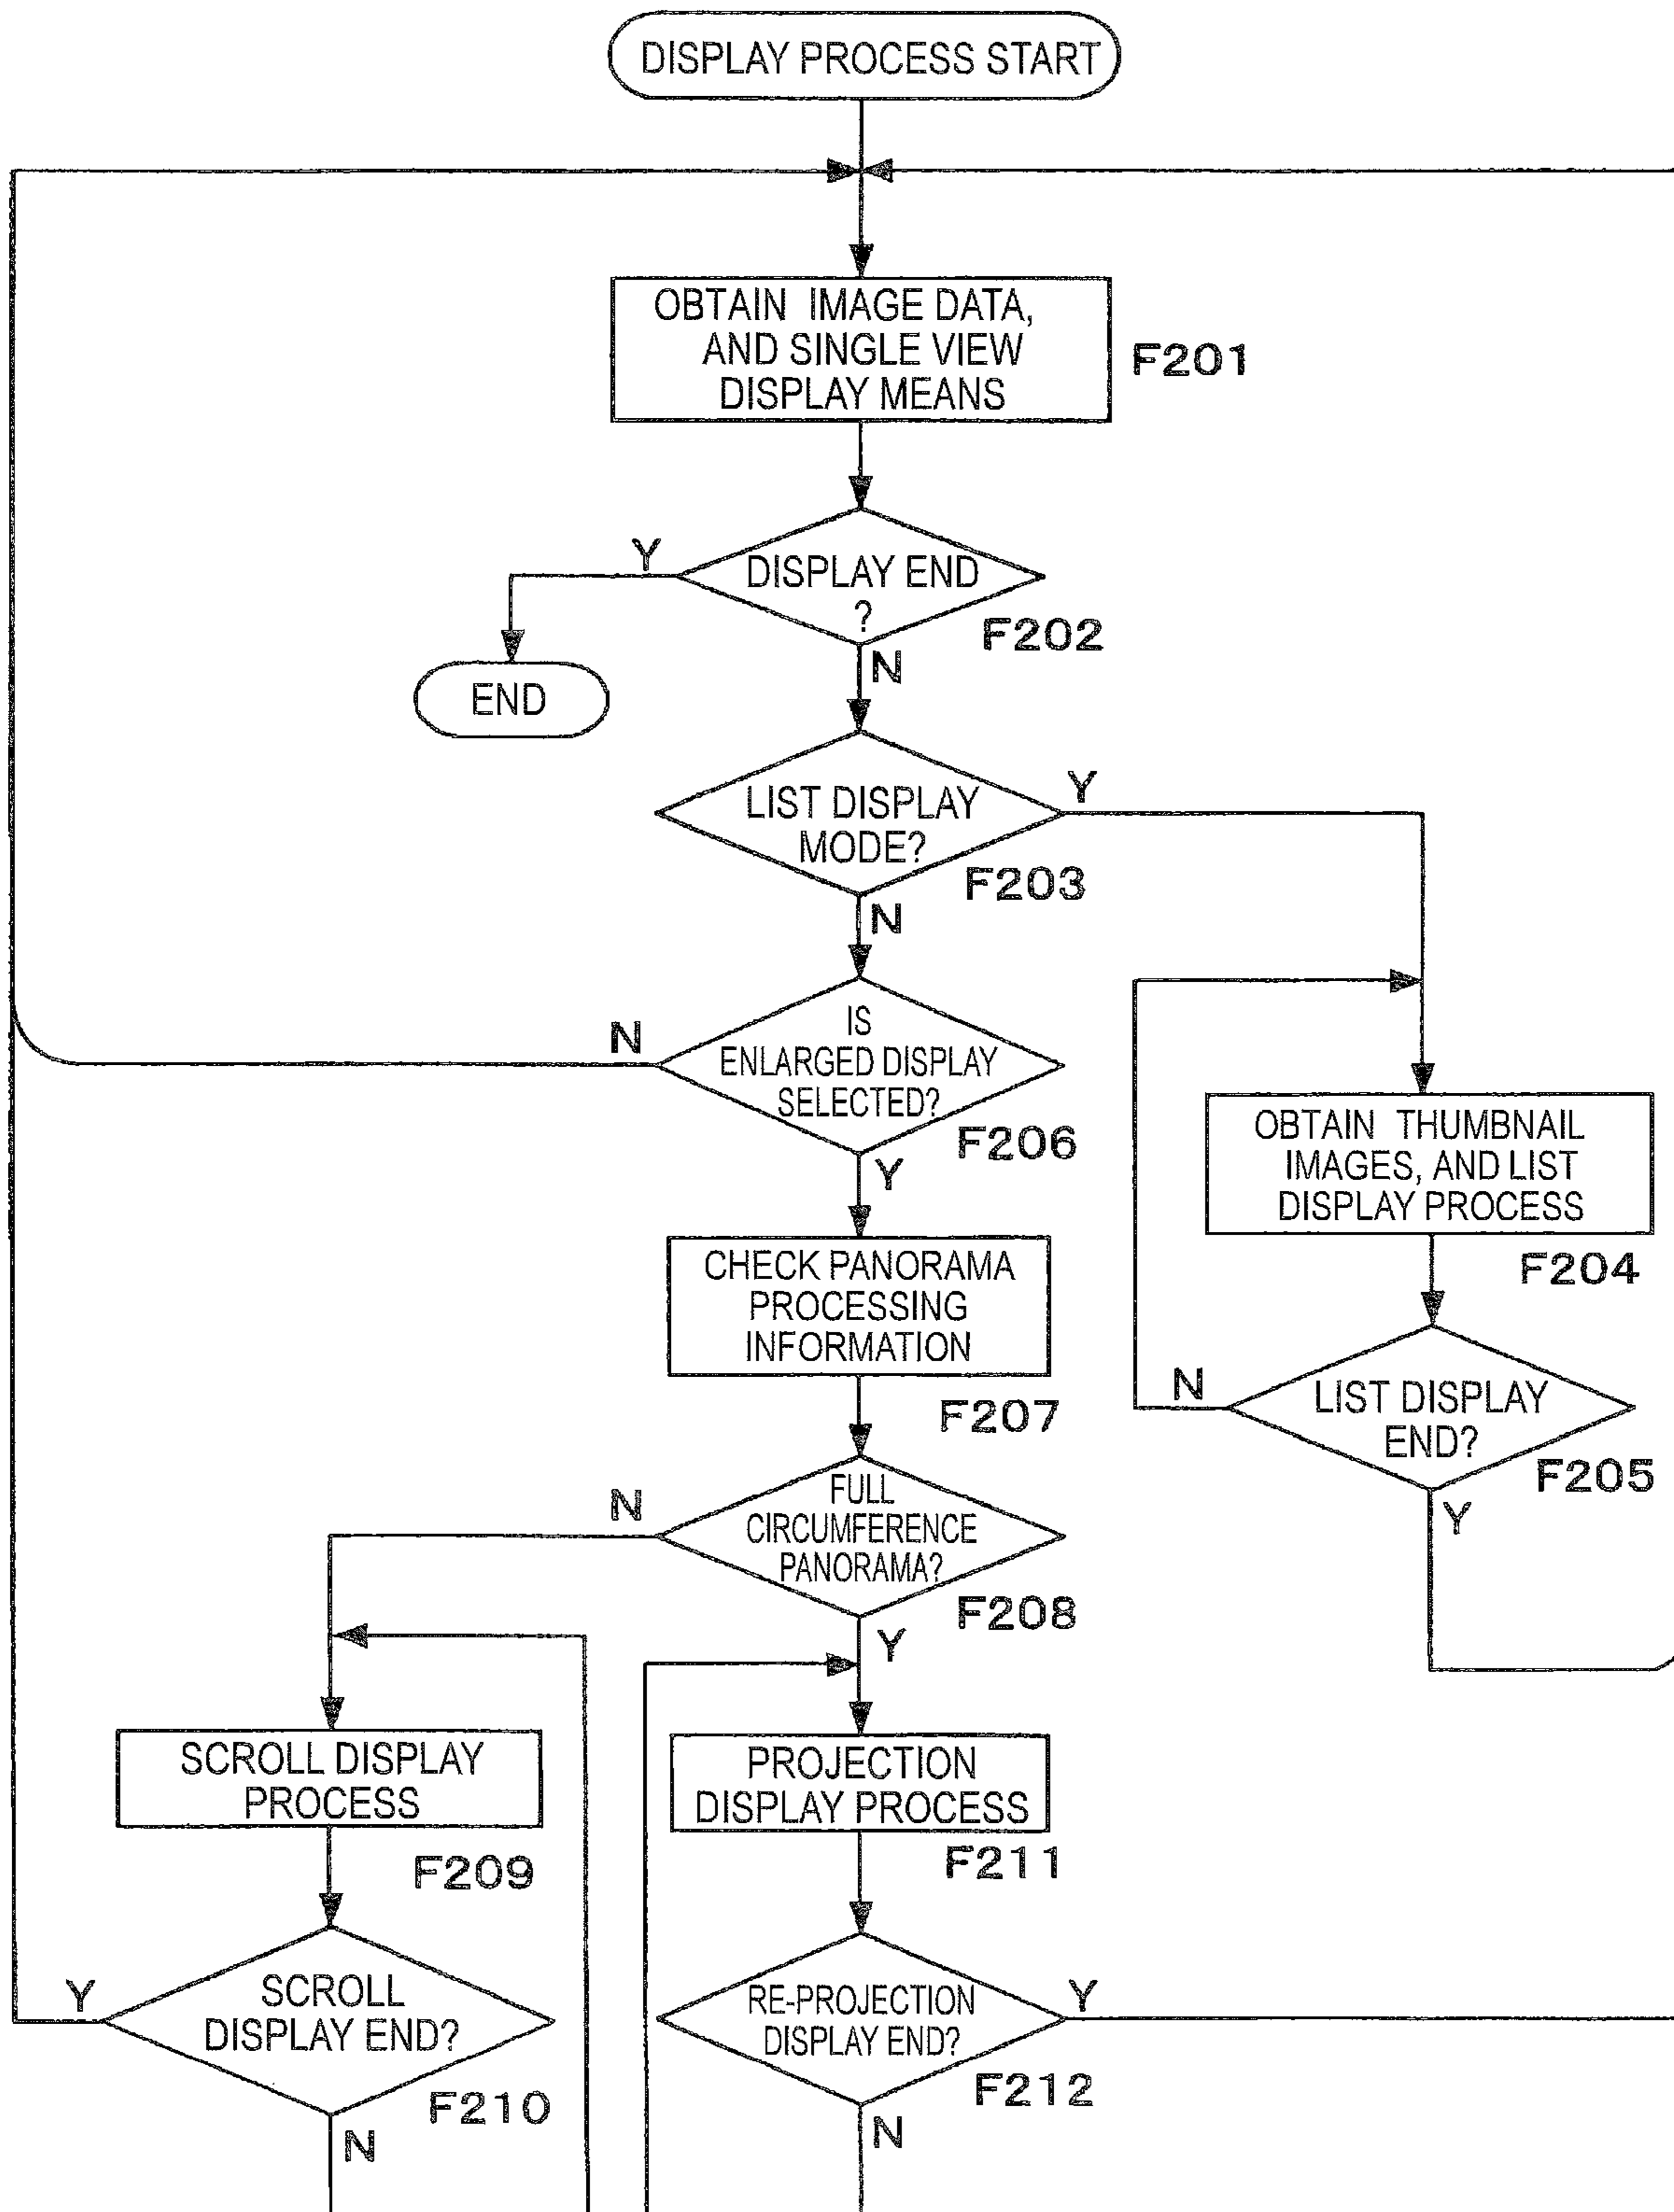 DISPLAY PROCESS START
OBTAIN IMAGE DATA,
AND SINGLE VIEW
DISPLAY MEANS
F201
Y
DISPLAY END
?
F202
N
END
LIST DISPLAY
MODE?
Y
F203
N
IS
ENLARGED DISPLAY
SELECTED?
N
F206
Y
OBTAIN THUMBNAIL
IMAGES, AND LIST
DISPLAY PROCESS
F204
CHECK PANORAMA
PROCESSING
INFORMATION
F207
N
LIST DISPLAY
END?
F205
Y
N
FULL
CIRCUMFERENCE
PANORAMA?
F208
Y
SCROLL DISPLAY
PROCESS
F209
PROJECTION
DISPLAY PROCESS
F211
Y
SCROLL
DISPLAY END?
F210
N
RE-PROJECTION
DISPLAY END?
Y
F212
N